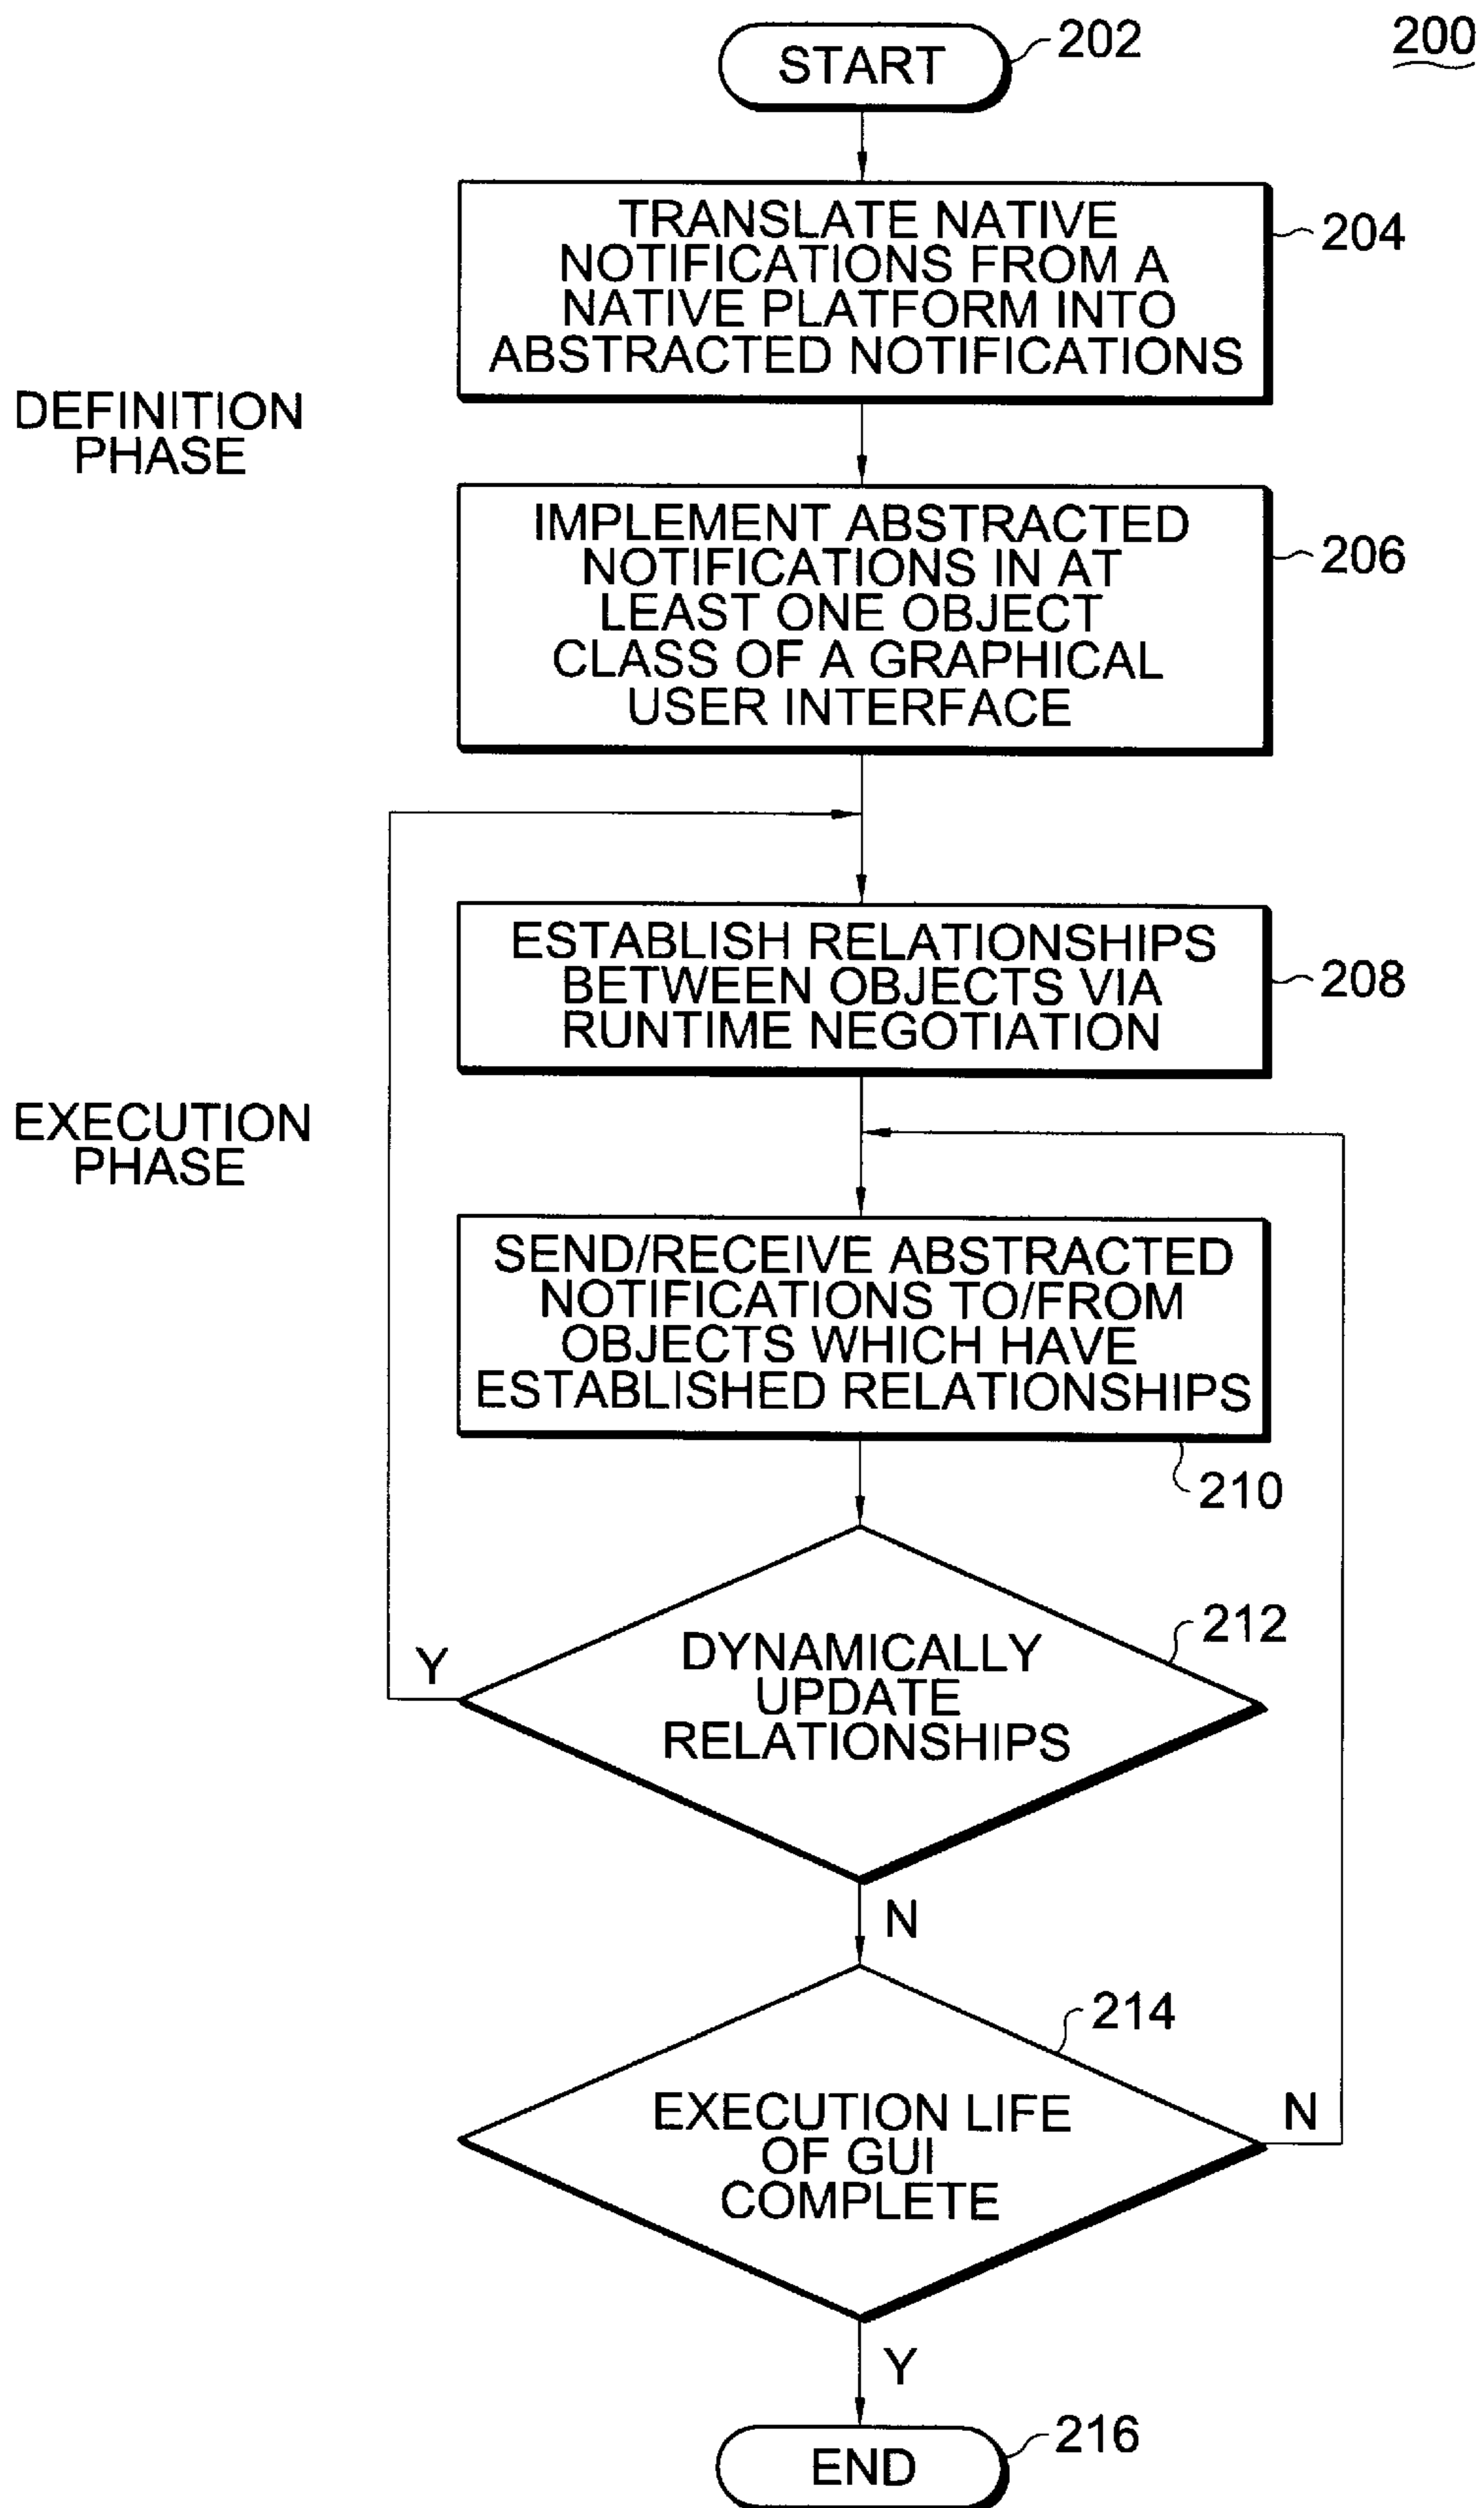 200
START
202
TRANSLATE NATIVE
NOTIFICATIONS FROM A
NATIVE PLATFORM INTO
ABSTRACTED NOTIFICATIONS
204
DEFINITION
PHASE
IMPLEMENT ABSTRACTED
NOTIFICATIONS IN AT
LEAST ONE OBJECT
CLASS OF A GRAPHICAL
USER INTERFACE
206
ESTABLISH RELATIONSHIPS
BETWEEN OBJECTS VIA
RUNTIME NEGOTIATION
208
EXECUTION
PHASE
SEND/RECEIVE ABSTRACTED
NOTIFICATIONS TO/FROM
OBJECTS WHICH HAVE
ESTABLISHED RELATIONSHIPS
210
212
Y
DYNAMICALLY
UPDATE
RELATIONSHIPS
N
214
EXECUTION LIFE
OF GUI
COMPLETE
N
Y
END
216